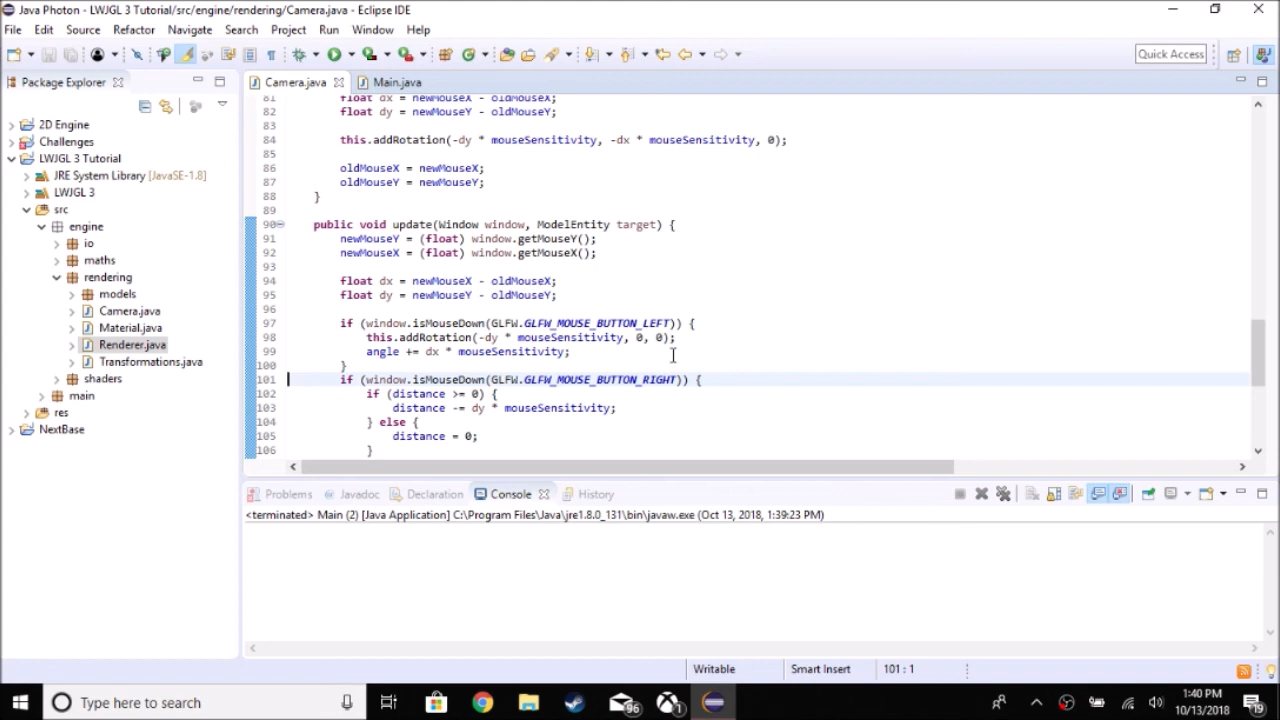 Java Photon - LWJGL 3 Tutorial/src/engine/rendering/Camera.java - Eclipse IDE
File Edit Source Refactor Navigate Search Project Run Window Help
Quick Access
Package Explorer
2D Engine
Challenges
LWJGL 3 Tutorial
JRE System Library [JavaSE-1.8]
LWJGL 3
src
engine
io
maths
rendering
models
Camera.java
Material.java
Renderer.java
Transformations.java
shaders
main
res
NextBase
Camera.java Main.java
81 float dx = newMouseX - oldMouseX;
82 float dy = newMouseY - oldMouseY;
83
84 this.addRotation(-dy * mouseSensitivity, -dx * mouseSensitivity, 0);
85
86 oldMouseX = newMouseX;
87 oldMouseY = newMouseY;
88 }
89
90 public void update(Window window, ModelEntity target) {
91 newMouseY = (float) window.getMouseY();
92 newMouseX = (float) window.getMouseX();
93
94 float dx = newMouseX - oldMouseX;
95 float dy = newMouseY - oldMouseY;
96
97 if (window.isMouseDown(GLFW.GLFW_MOUSE_BUTTON_LEFT)) {
98 this.addRotation(-dy * mouseSensitivity, 0, 0);
99 angle += dx * mouseSensitivity;
100 }
101 if (window.isMouseDown(GLFW.GLFW_MOUSE_BUTTON_RIGHT)) {
102 if (distance >= 0) {
103 distance -= dy * mouseSensitivity;
104 } else {
105 distance = 0;
106 }
Problems Javadoc Declaration Console History
<terminated> Main (2) [Java Application] C:\Program Files\Java\jre1.8.0_131\bin\javaw.exe (Oct 13, 2018, 1:39:23 PM)
Writable Smart Insert 101 : 1
Type here to search
96
1
1:40 PM
10/13/2018
19